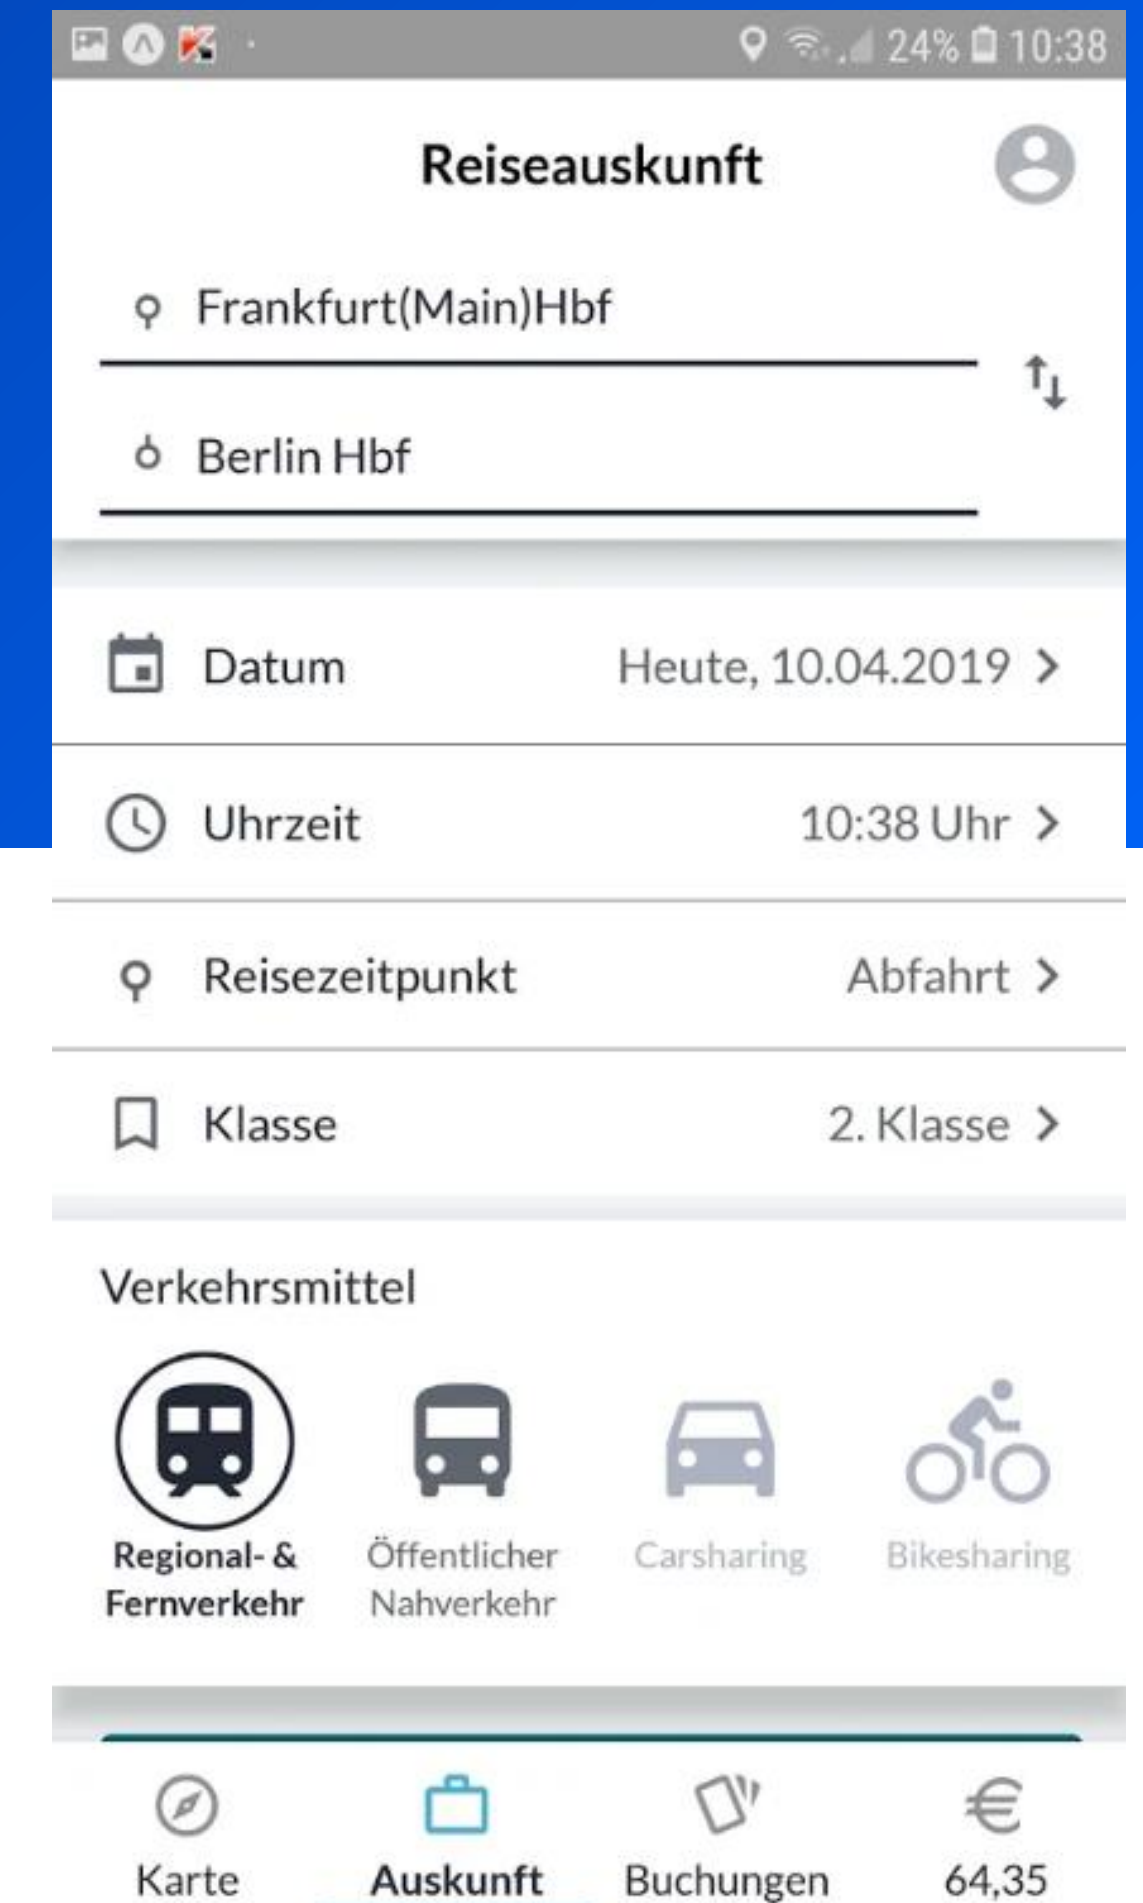 24% 10:38
Reiseauskunft
Frankfurt(Main)Hbf
Berlin Hbf
Datum Heute, 10.04.2019
Uhrzeit 10:38 Uhr
Reisezeitpunkt Abfahrt
Klasse 2. Klasse
Verkehrsmittel
Regional- &
Fernverkehr
Öffentlicher
Nahverkehr
Carsharing
Bikesharing
Karte
Auskunft
Buchungen
64,35